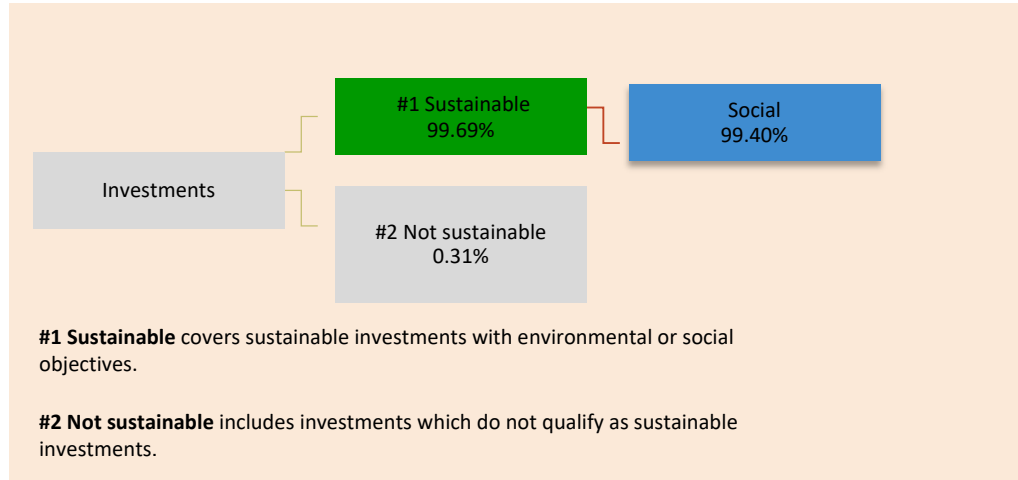 #1 Sustainable
99.69%
Social
99.40%
Investments
#2 Not sustainable
0.31%
#1 Sustainable covers sustainable investments with environmental or social
objectives.
#2 Not sustainable includes investments which do not qualify as sustainable
investments.